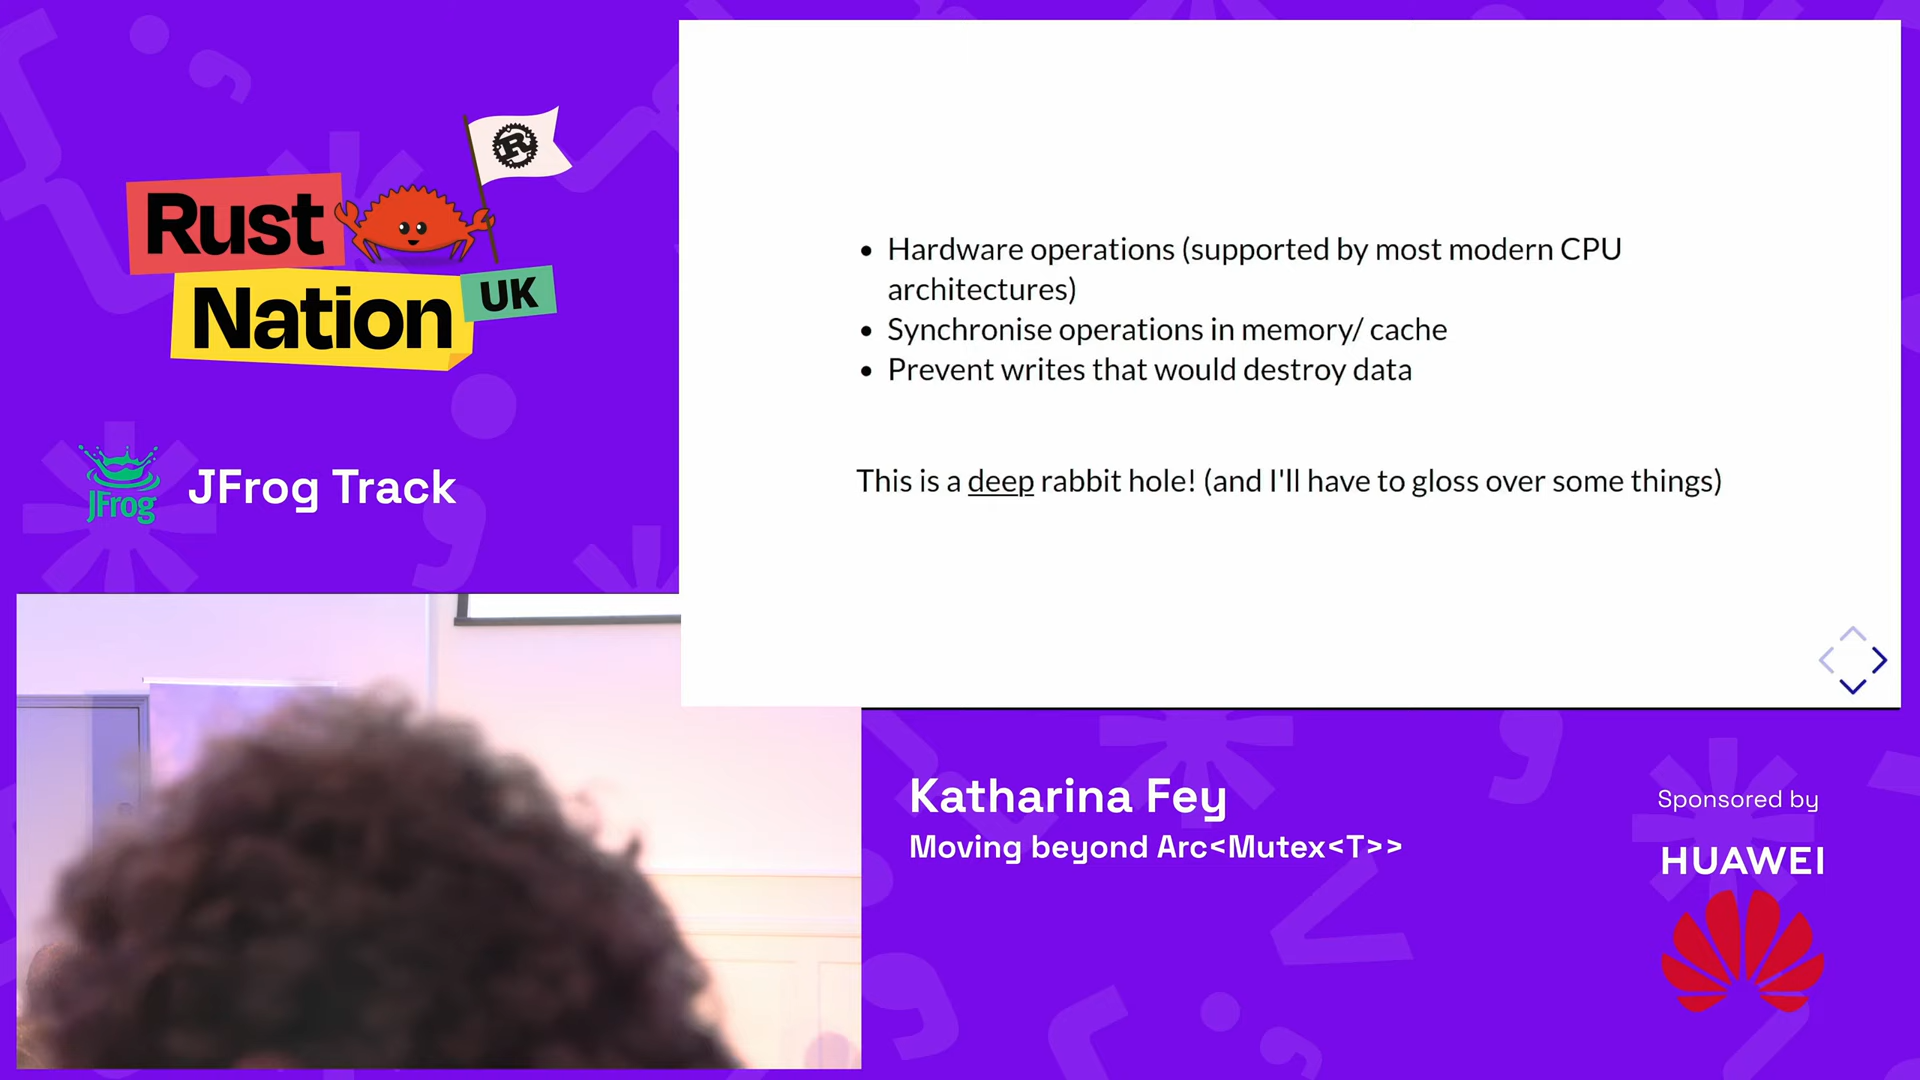 Rust
Nation
UK
R
JFrog
JFrog Track
• Hardware operations (supported by most modern CPU
architectures)
• Synchronise operations in memory/ cache
• Prevent writes that would destroy data
This is a deep rabbit hole! (and I'll have to gloss over some things)
Katharina Fey
Moving beyond Arc<Mutex<T>>
Sponsored by
HUAWEI